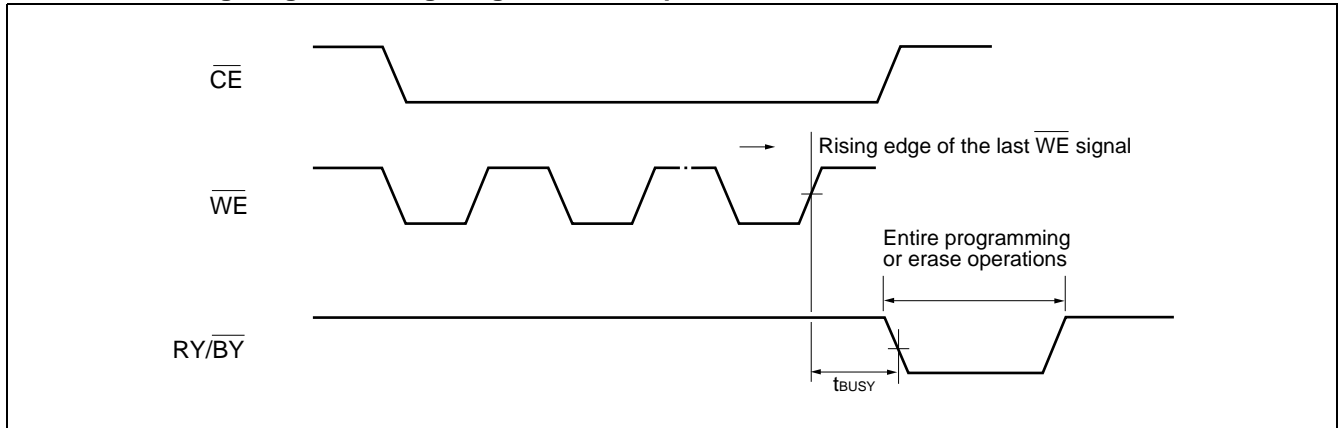 CE
Rising edge of the last WE signal
WE
Entire programming
or erase operations
RY/BY
tBUSY